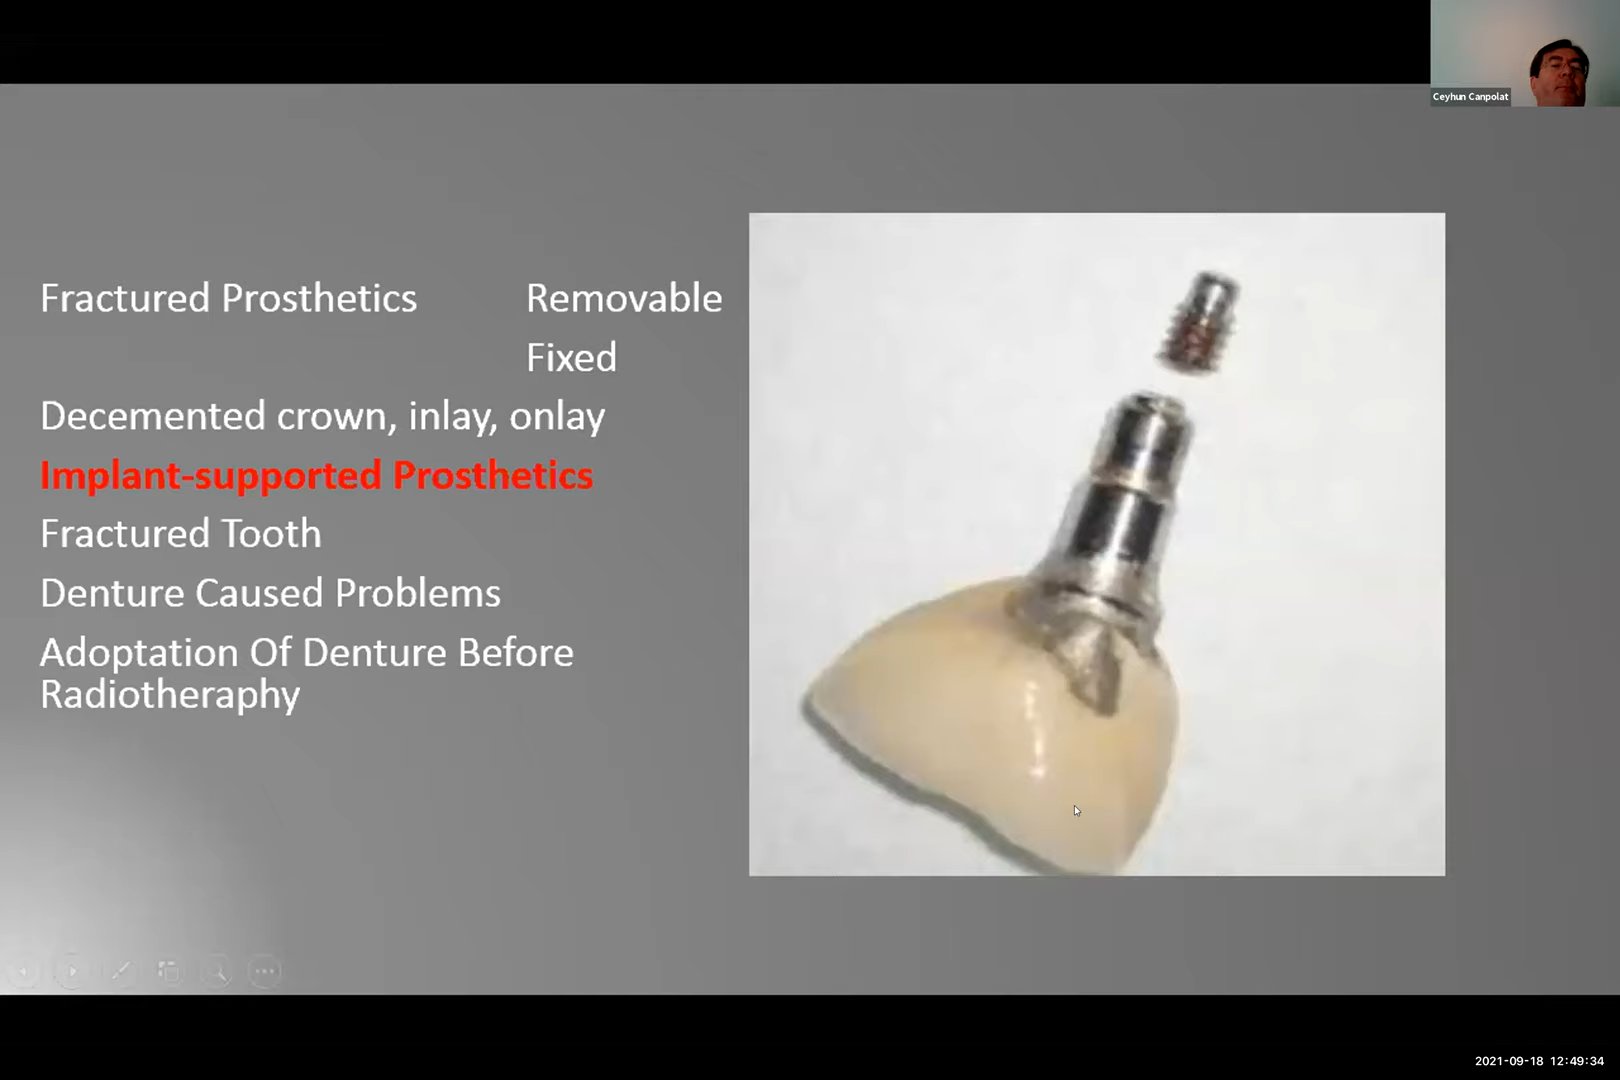 Ceyhun Canpolat
Fractured Prosthetics Removable
Fixed
Decemented crown, inlay, onlay
Implant-supported Prosthetics
Fractured Tooth
Denture Caused Problems
Adoptation Of Denture Before
Radiotheraphy
2021-09-18 12:49:34